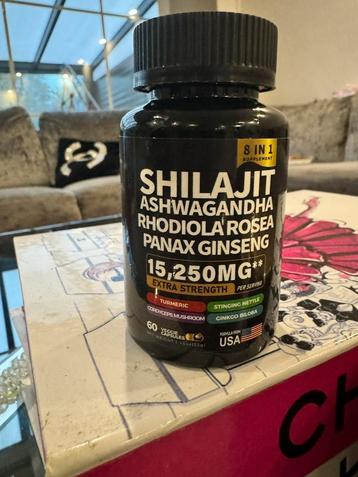 8 IN 1
SUPPLEMENT
SHILAJIT
ASHWAGANDHA
RHODIOLA ROSEA
PANAX GINSENG
15,250MG**
EXTRA STRENGTH
PER SERVING
TURMERIC
STINGING NETTLE
CORDYCEPS MUSHROOM
GINKGO BILOBA
60 VEGGIE
CAPSULES
USA
CH